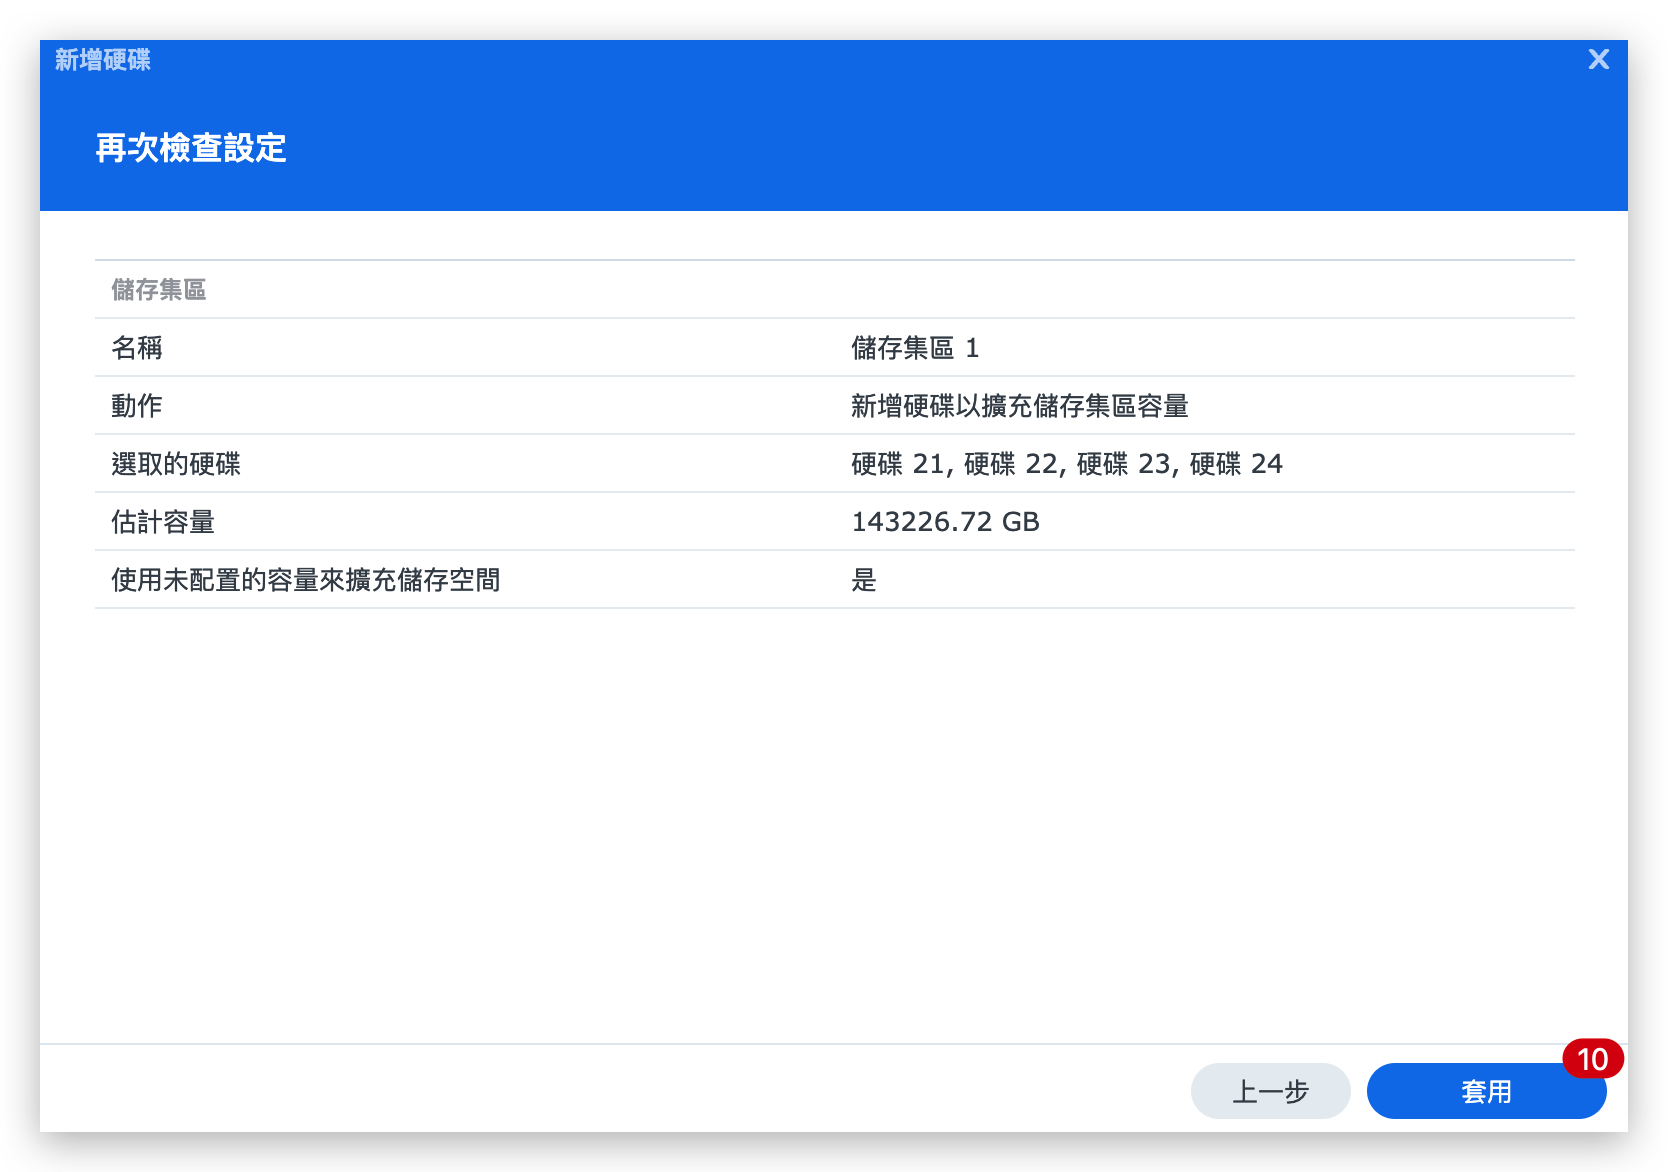 新增硬碟
X
再次檢查設定
儲存集區
名稱 儲存集區 1
動作 新增硬碟以擴充儲存集區容量
選取的硬碟 硬碟 21, 硬碟 22, 硬碟 23, 硬碟 24
估計容量 143226.72 GB
使用未配置的容量來擴充儲存空間 是
10
上一步 套用